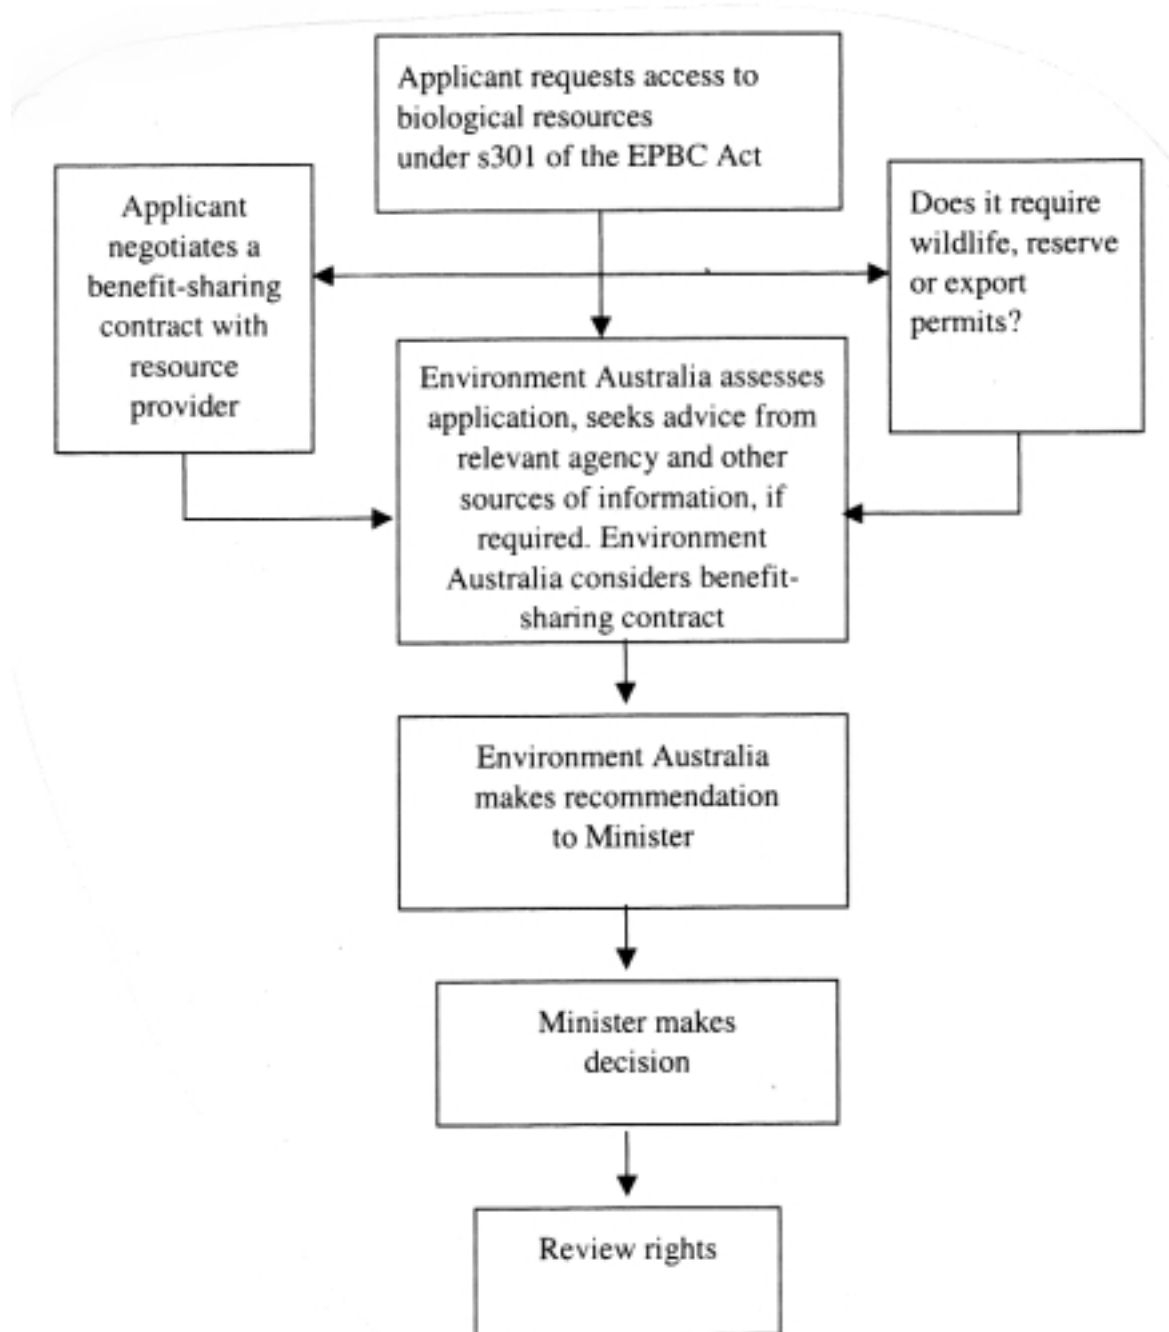 Applicant requests access to
biological resources
under s301 of the EPBC Act
Applicant
negotiates a
benefit-sharing
contract with
resource
provider
Does it require
wildlife, reserve
or export
permits?
Environment Australia assesses
application, seeks advice from
relevant agency and other
sources of information, if
required. Environment
Australia considers benefit-
sharing contract
Environment Australia
makes recommendation
to Minister
Minister makes
decision
Review rights